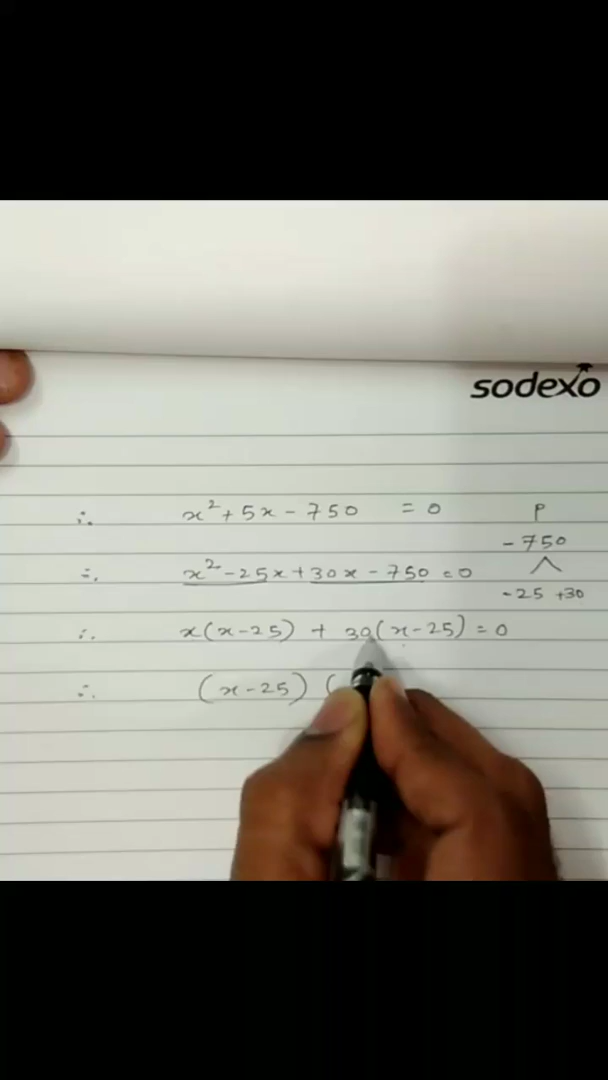 sodexo
∴ x² + 5x - 750 = 0
P
-750
∴ x² - 25x + 30x - 750 = 0
-25 +30
∴ x(x-25) + 30(x-25) = 0
∴ (x-25) (